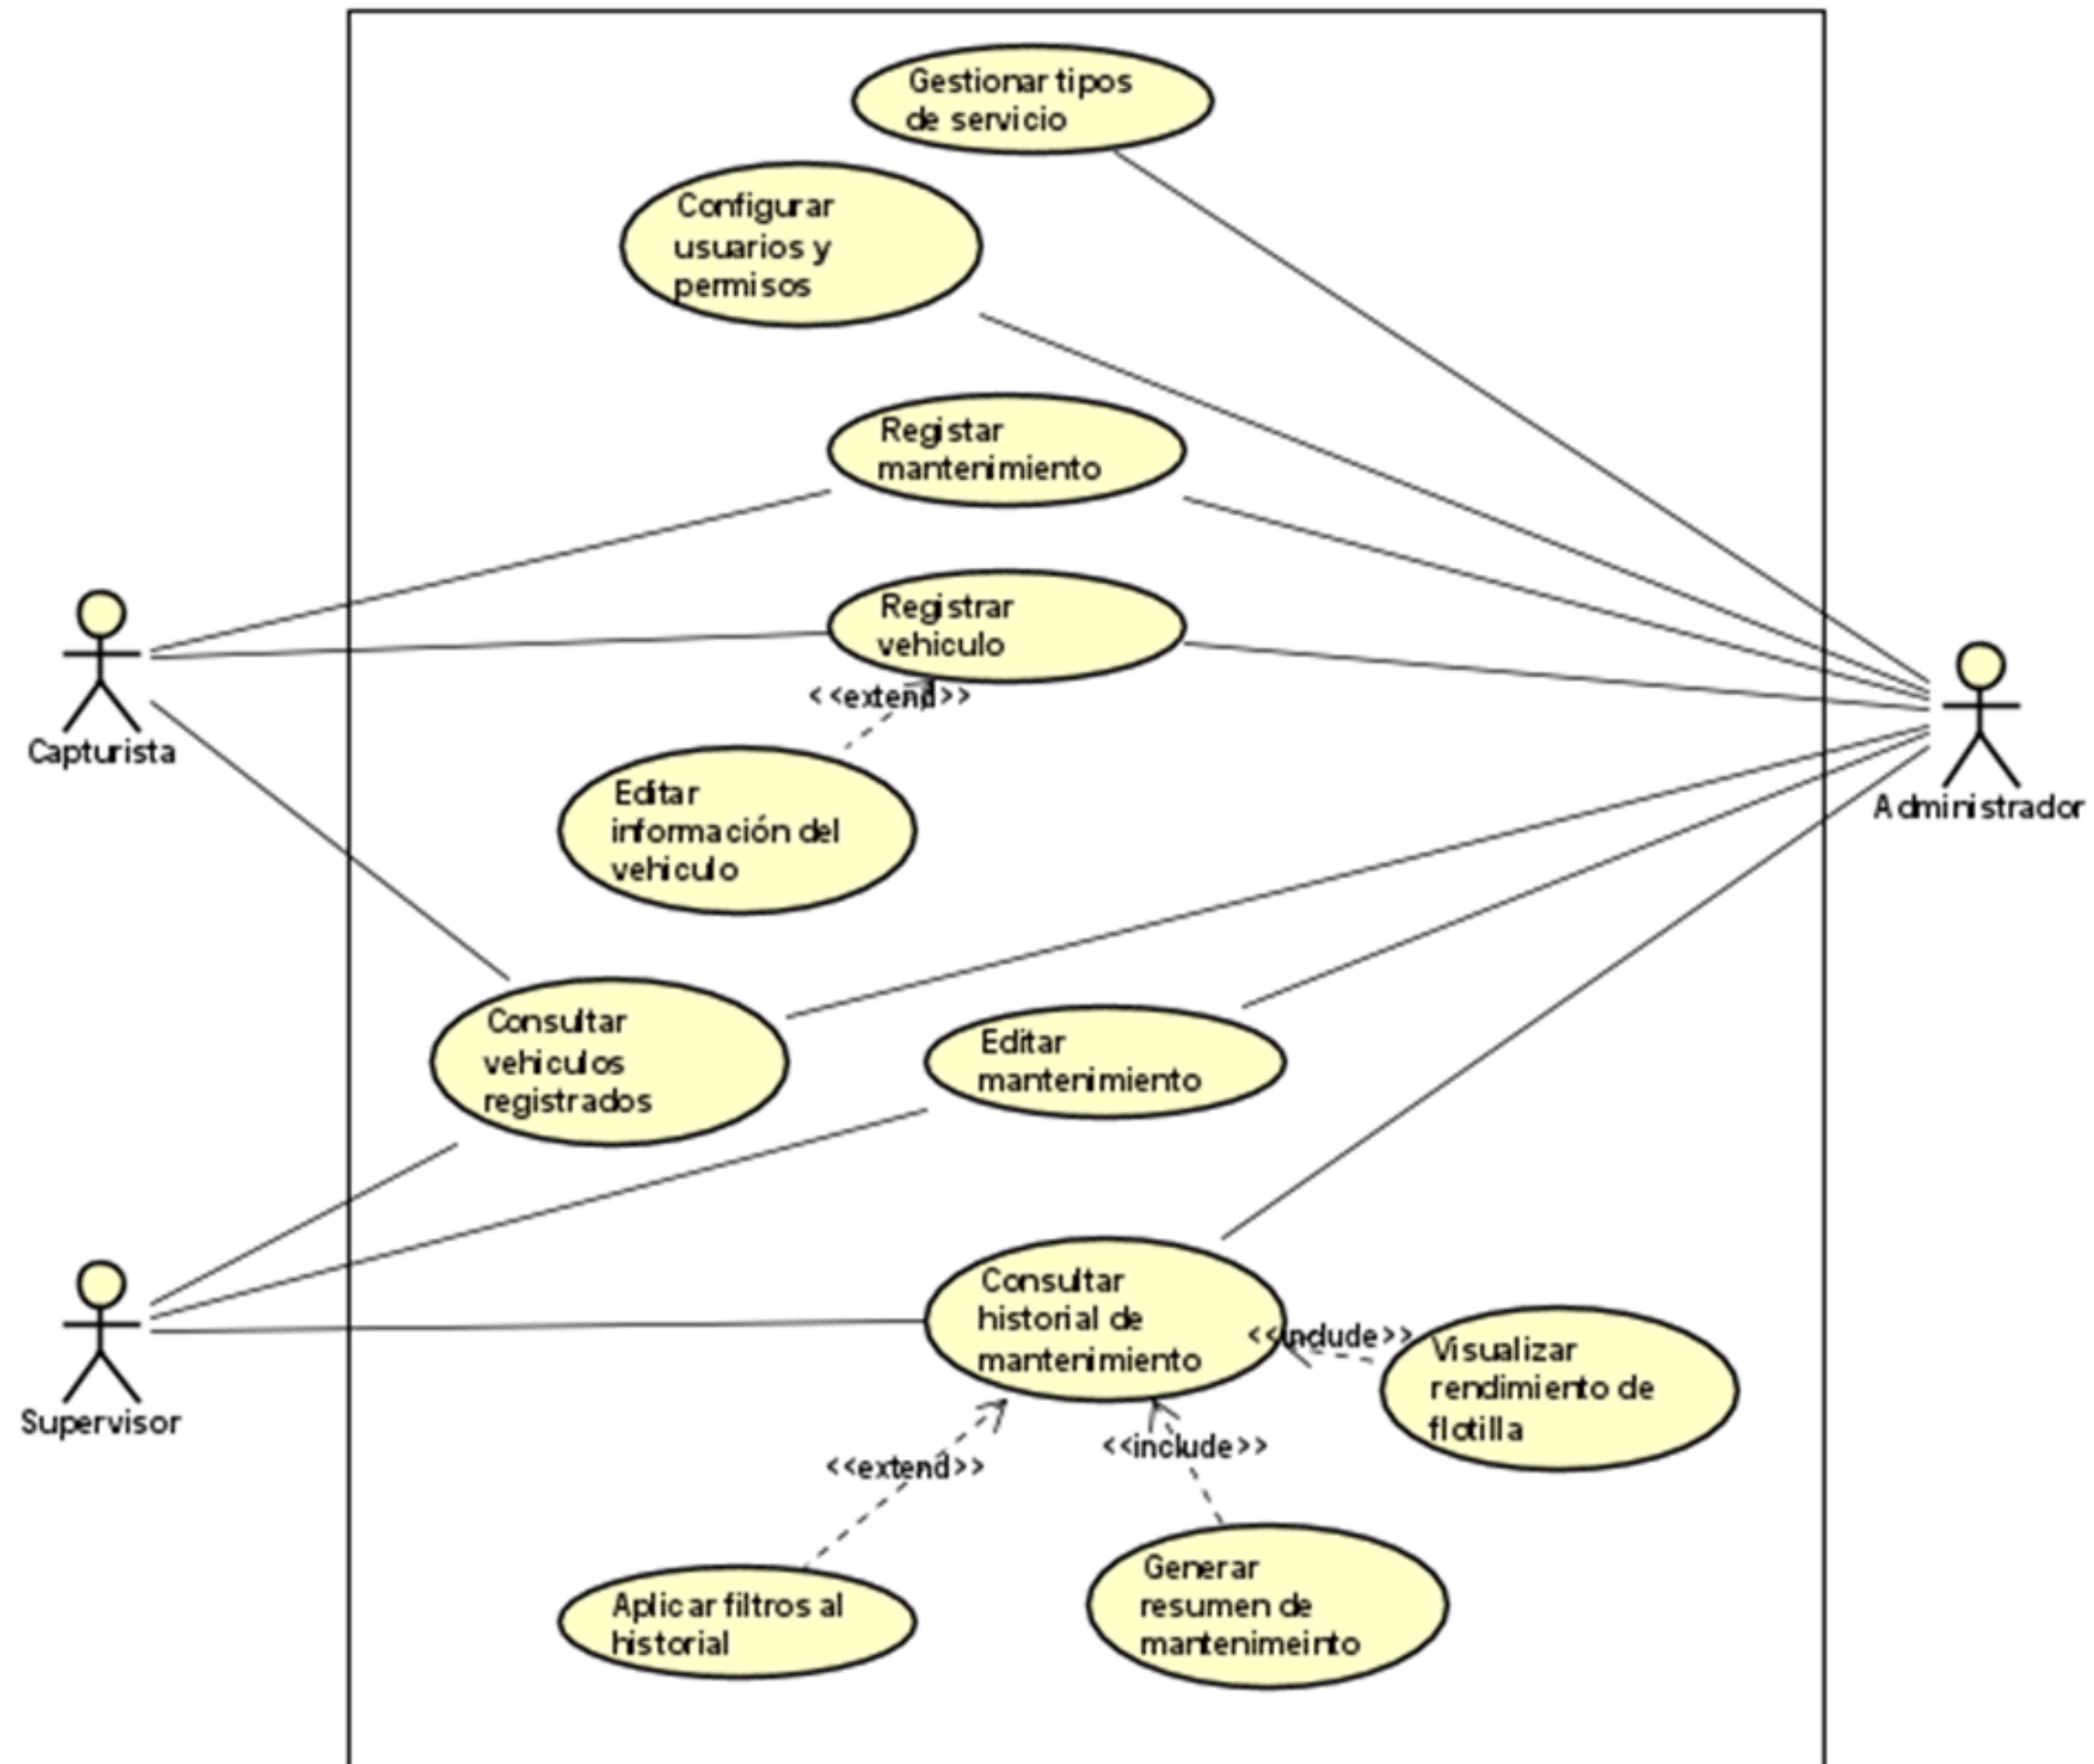 Gestionar tipos
de servicio
Configurar
usuarios y
permisos
Registar
mantenimiento
Registrar
vehiculo
<<extend>>
Capturista
Editar
información del
vehiculo
Administrador
Consultar
vehiculos
registrados
Editar
mantenimiento
Supervisor
Consultar
historial de
mantenimiento
<<include>>
Visualizar
rendimiento de
flotilla
<<extend>>
<<include>>
Aplicar filtros al
historial
Generar
resumen de
mantenimeinto